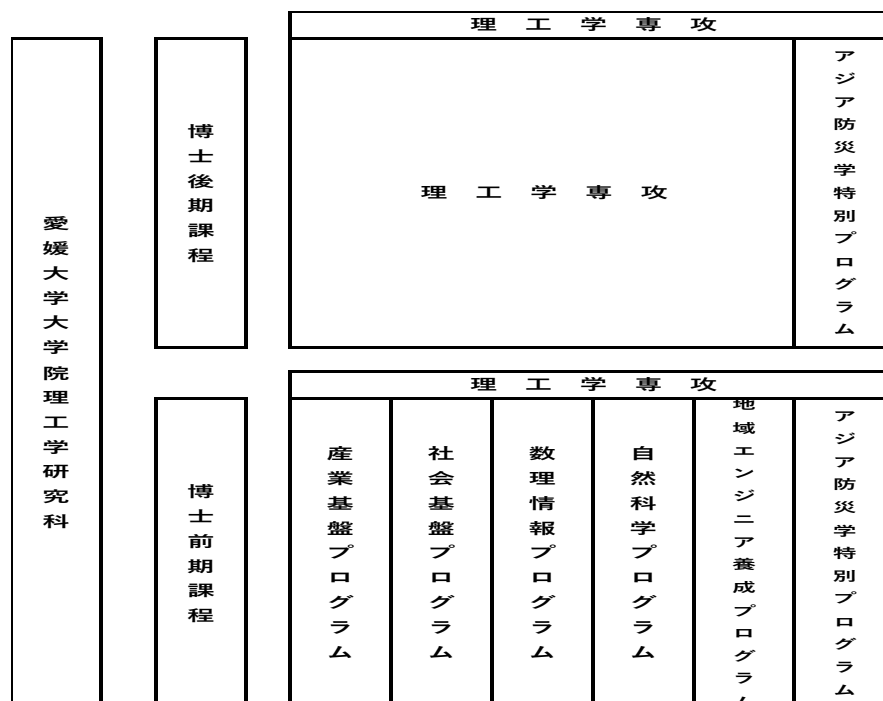 愛媛大学大学院理工学研究科
博士後期課程
理工学専攻
理工学専攻
アジア防災学特別プログラム
博士前期課程
理工学専攻
産業基盤プログラム
社会基盤プログラム
数理情報プログラム
自然科学プログラム
地域エンジニア養成プログラム
アジア防災学特別プログラム